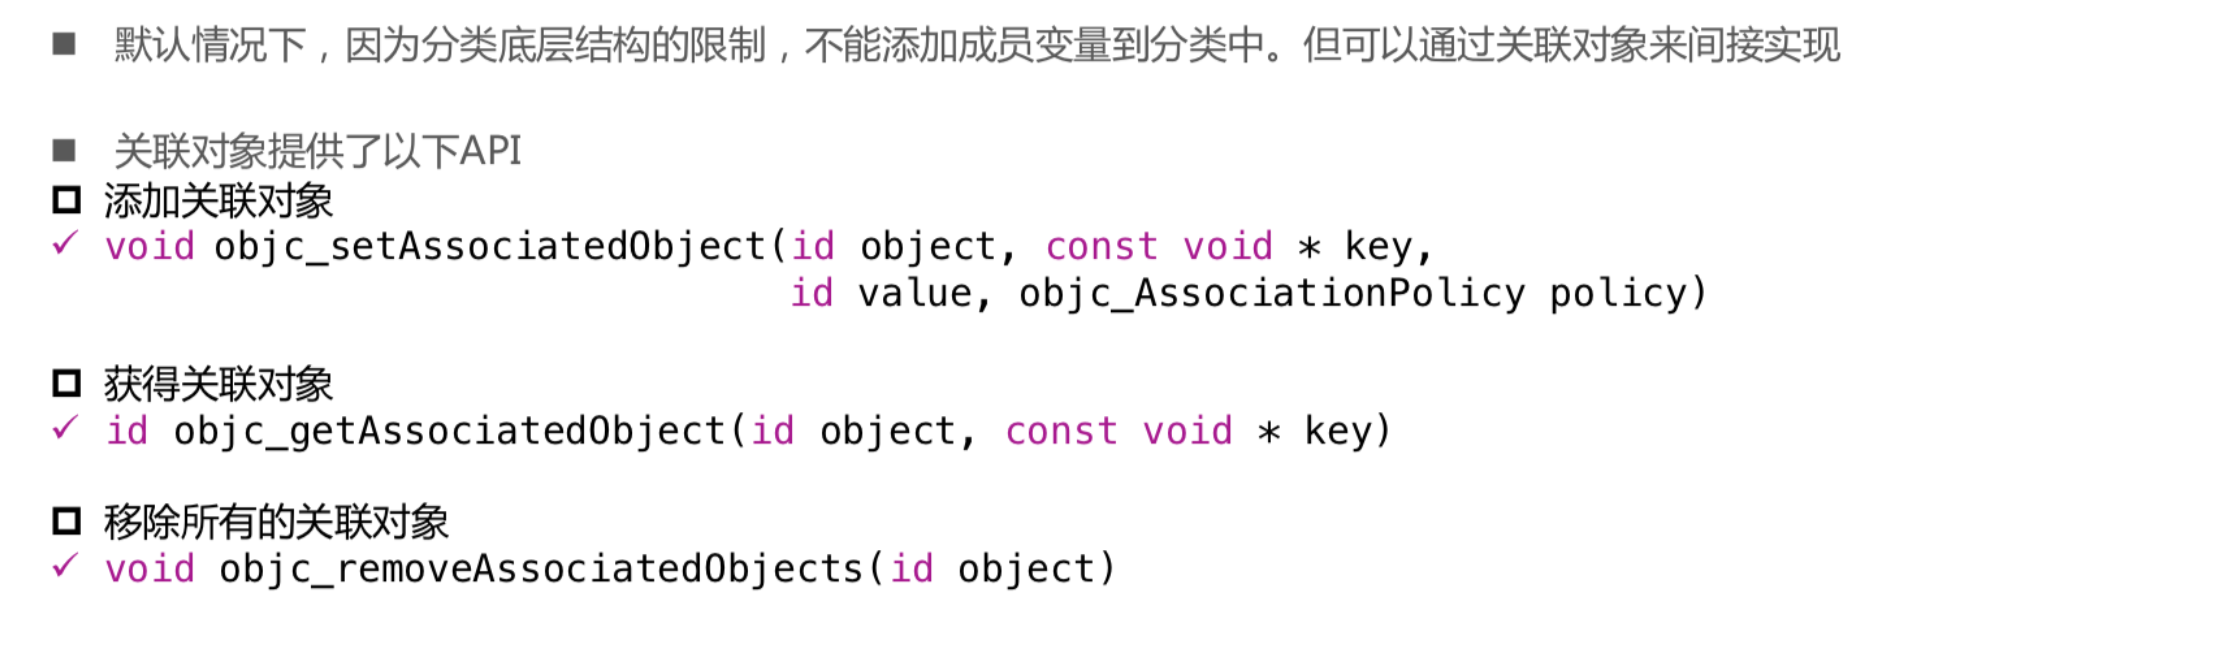 ■ 默认情况下，因为分类底层结构的限制，不能添加成员变量到分类中。但可以通过关联对象来间接实现
■ 关联对象提供了以下API
添加关联对象
✓ void objc_setAssociatedObject(id object, const void * key,
id value, objc_AssociationPolicy policy)
获得关联对象
✓ id objc_getAssociatedObject(id object, const void * key)
移除所有的关联对象
✓ void objc_removeAssociatedObjects(id object)